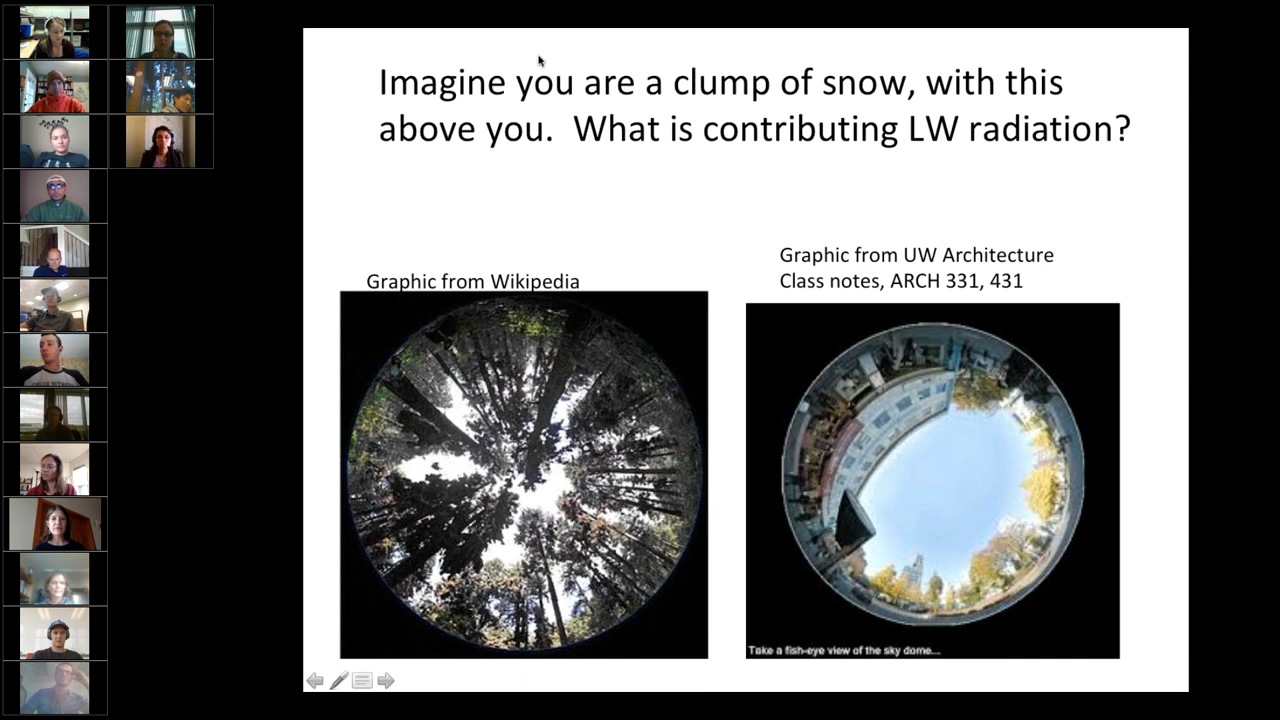 Imagine you are a clump of snow, with this
above you.  What is contributing LW radiation?
Graphic from Wikipedia
Graphic from UW Architecture
Class notes, ARCH 331, 431
Take a fish-eye view of the sky dome...